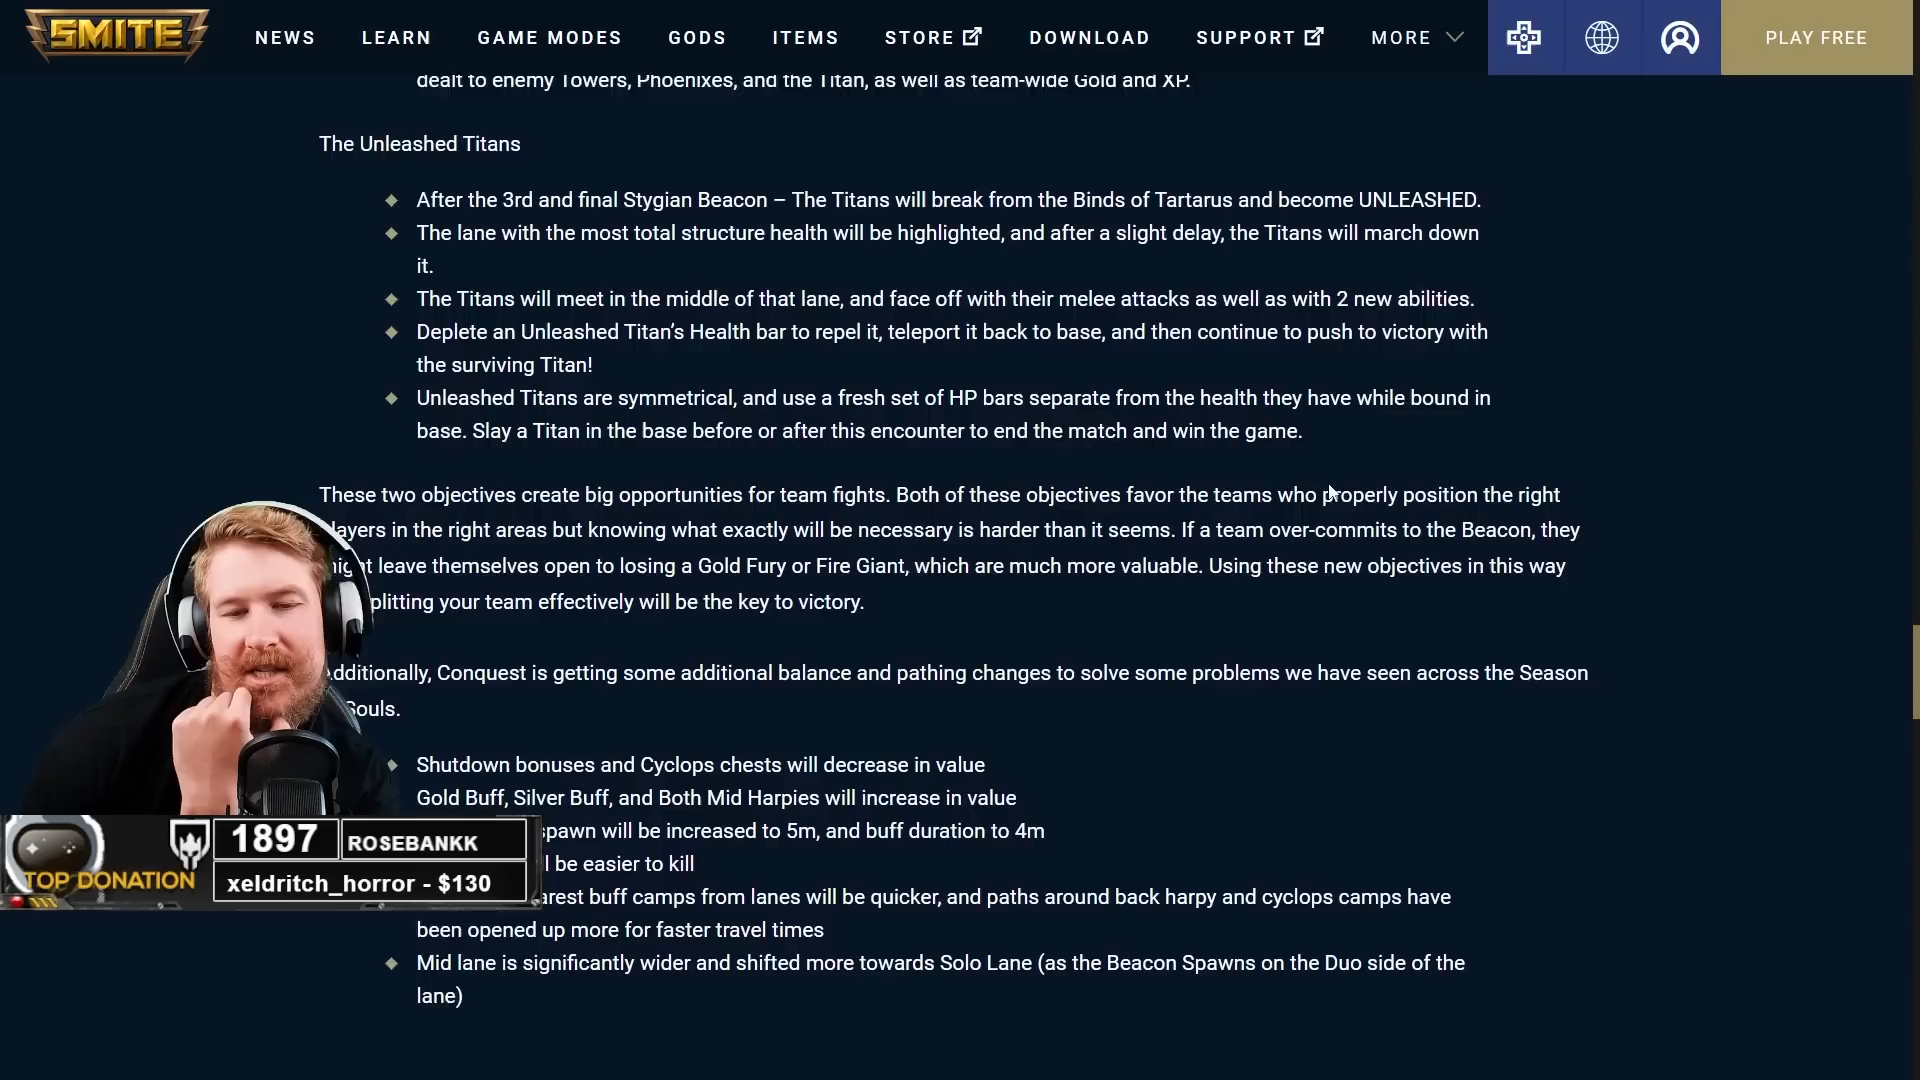 SMITE NEWS LEARN GAME MODES GODS ITEMS STORE DOWNLOAD SUPPORT MORE PLAY FREE
dealt to enemy Towers, Phoenixes, and the Titan, as well as team-wide Gold and XP.
The Unleashed Titans
After the 3rd and final Stygian Beacon – The Titans will break from the Binds of Tartarus and become UNLEASHED.
The lane with the most total structure health will be highlighted, and after a slight delay, the Titans will march down
it.
The Titans will meet in the middle of that lane, and face off with their melee attacks as well as with 2 new abilities.
Deplete an Unleashed Titan’s Health bar to repel it, teleport it back to base, and then continue to push to victory with
the surviving Titan!
Unleashed Titans are symmetrical, and use a fresh set of HP bars separate from the health they have while bound in
base. Slay a Titan in the base before or after this encounter to end the match and win the game.
These two objectives create big opportunities for team fights. Both of these objectives favor the teams who properly position the right
in the right areas but knowing what exactly will be necessary is harder than it seems. If a team over-commits to the Beacon, they
leave themselves open to losing a Gold Fury or Fire Giant, which are much more valuable. Using these new objectives in this way
your team effectively will be the key to victory.
Conquest is getting some additional balance and pathing changes to solve some problems we have seen across the Season
Souls.
Shutdown bonuses and Cyclops chests will decrease in value
Gold Buff, Silver Buff, and Both Mid Harpies will increase in value
will be increased to 5m, and buff duration to 4m
be easier to kill
buff camps from lanes will be quicker, and paths around back harpy and cyclops camps have
been opened up more for faster travel times
Mid lane is significantly wider and shifted more towards Solo Lane (as the Beacon Spawns on the Duo side of the
lane)
1897 ROSEBANKK
TOP DONATION xeldritch_horror - $130